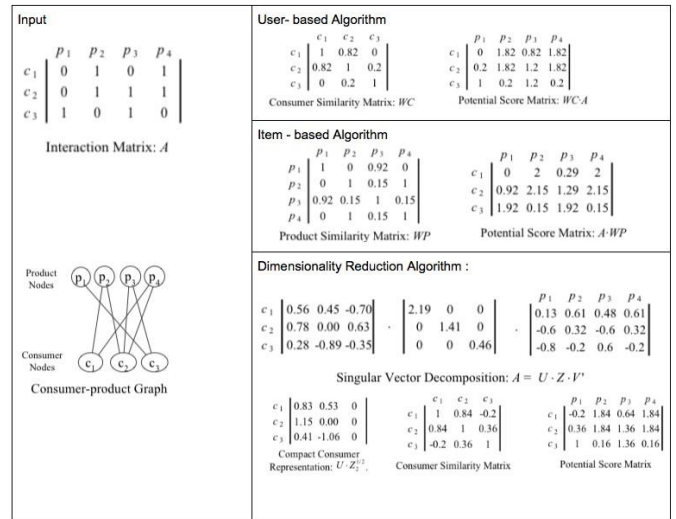 Input
P1 P2 P3 P4
c1 0 1 0 1
c2 0 1 1 1
c3 1 0 1 0
Interaction Matrix: A
Product
Nodes
P1 P2 P3 P4
Consumer
Nodes
c1 c2 c3
Consumer-product Graph
User- based Algorithm
c1 c2 c3
c1 1 0.82 0
c2 0.82 1 0.2
c3 0 0.2 1
Consumer Similarity Matrix: WC
P1 P2 P3 P4
c1 0 1.82 0.82 1.82
c2 0.2 1.82 1.2 1.82
c3 1 0.2 1.2 0.2
Potential Score Matrix: WC·A
Item - based Algorithm
P1 P2 P3 P4
P1 1 0 0.92 0
P2 0 1 0.15 1
P3 0.92 0.15 1 0.15
P4 0 1 0.15 1
Product Similarity Matrix: WP
P1 P2 P3 P4
c1 0 2 0.29 2
c2 0.92 2.15 1.29 2.15
c3 1.92 0.15 1.92 0.15
Potential Score Matrix: A·WP
Dimensionality Reduction Algorithm :
c1 0.56 0.45 -0.70
c2 0.78 0.00 0.63
c3 0.28 -0.89 -0.35
2.19 0 0
0 1.41 0
0 0 0.46
P1 P2 P3 P4
0.13 0.61 0.48 0.61
-0.6 0.32 -0.6 0.32
-0.8 -0.2 0.6 -0.2
Singular Vector Decomposition: A = U · Z · V'
c1 0.83 0.53 0
c2 1.15 0.00 0
c3 0.41 -1.06 0
Compact Consumer
Representation: U·Z₂^1/2.
c1 c2 c3
c1 1 0.84 -0.2
c2 0.84 1 0.36
c3 -0.2 0.36 1
Consumer Similarity Matrix
P1 P2 P3 P4
c1 -0.2 1.84 0.64 1.84
c2 0.36 1.84 1.36 1.84
c3 1 0.16 1.36 0.16
Potential Score Matrix